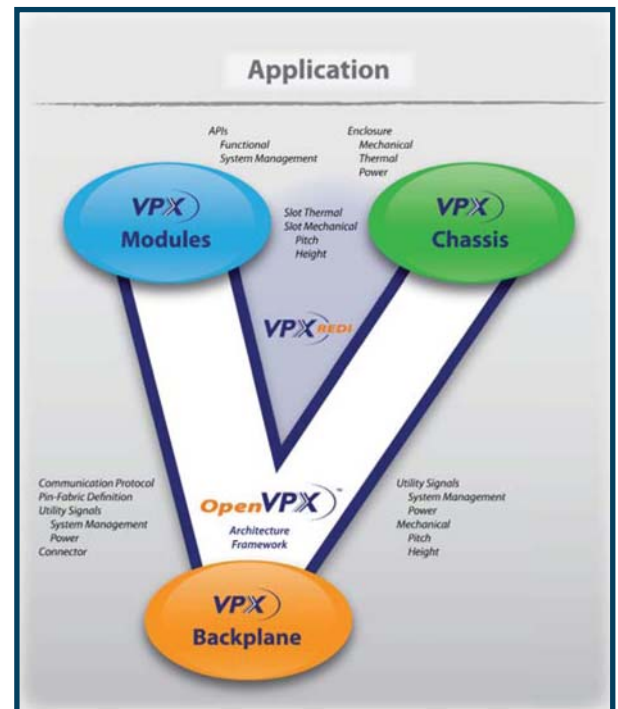 Application
APIs
Functional
System Management
Enclosure
Mechanical
Thermal
Power
VPX
Modules
Slot Thermal
Slot Mechanical
Pitch
Height
VPX
Chassis
VPX REDI
Communication Protocol
Pin-Fabric Definition
Utility Signals
System Management
Power
Connector
OpenVPX™
Architecture
Framework
Utility Signals
System Management
Power
Mechanical
Pitch
Height
VPX
Backplane